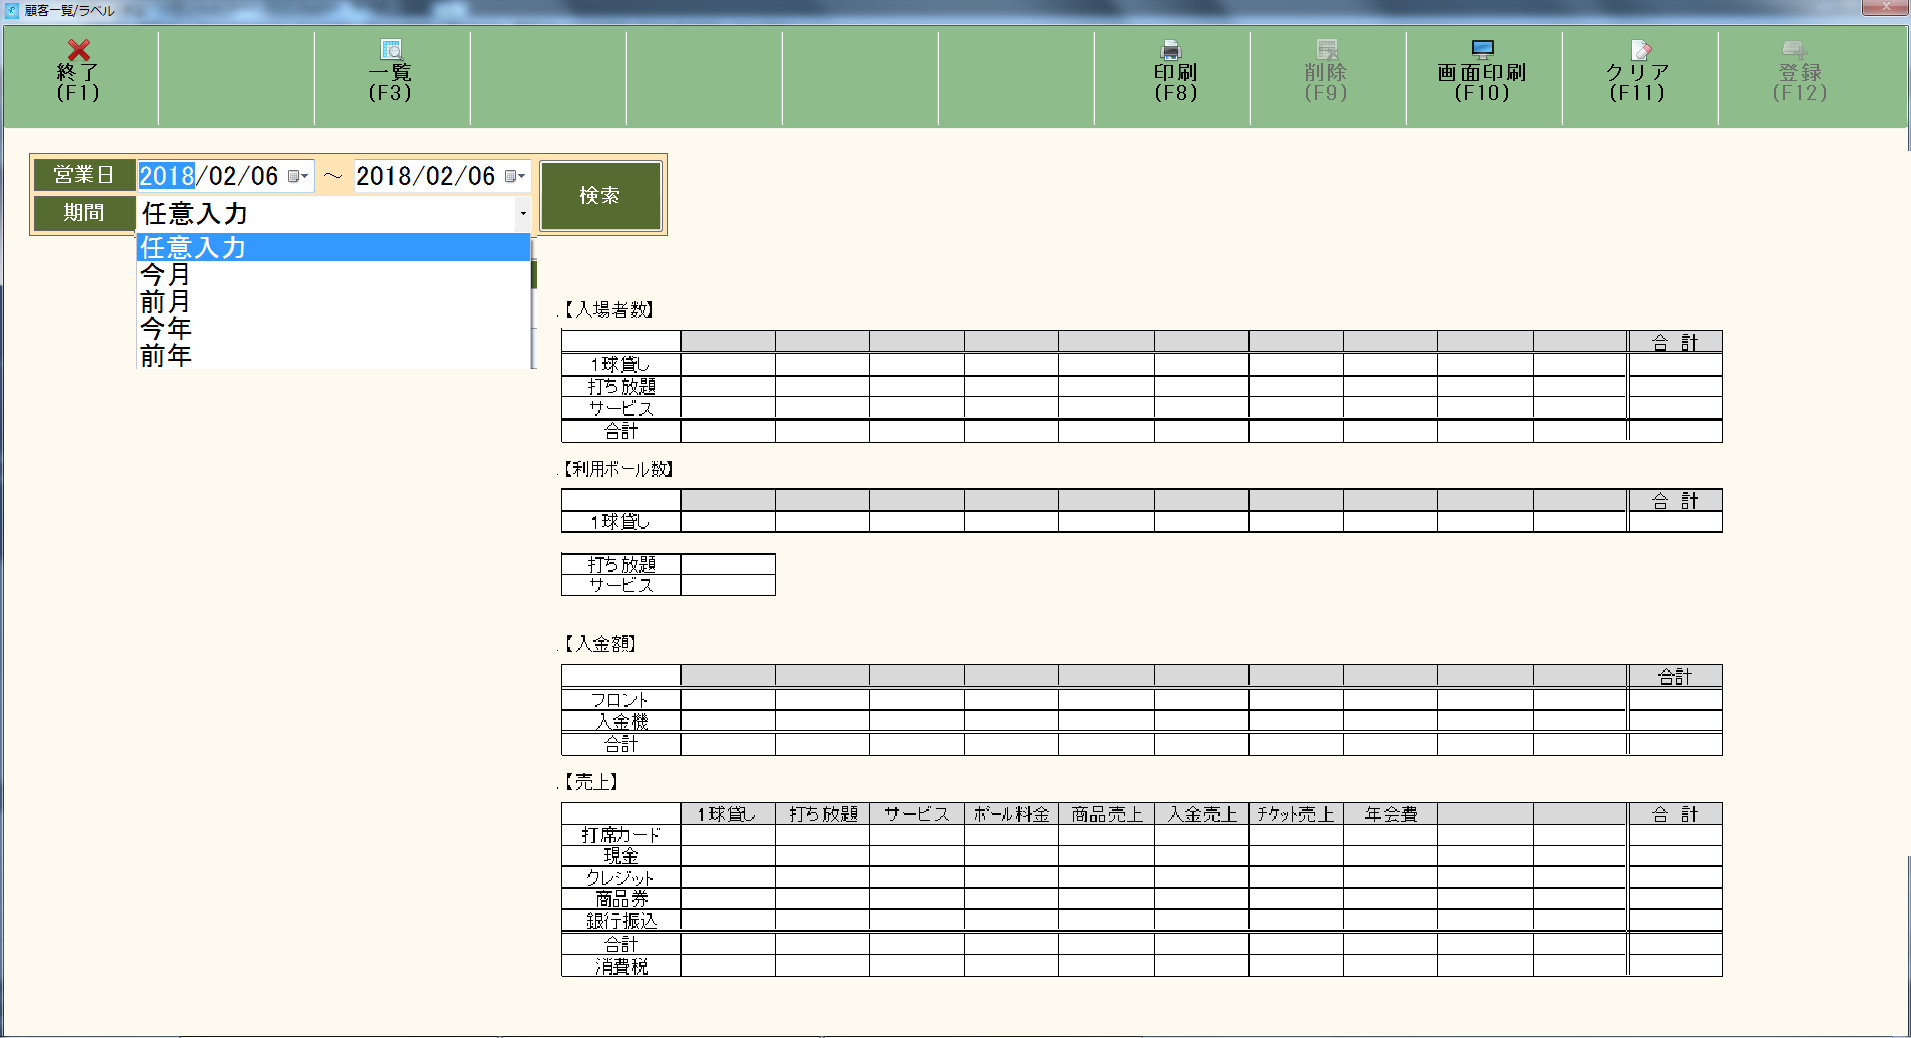 顧客一覧/ラベル
終了 一覧 印刷 削除 画面印刷 クリア 登録
(F1) (F3) (F8) (F9) (F10) (F11) (F12)
営業日 2018/02/06 ～ 2018/02/06 検索
期間 任意入力
任意入力
今月
前月
今年
前年
.【入場者数】
合 計
1球貸し
打ち放題
サービス
合計
.【利用ボール数】
合 計
1球貸し
打ち放題
サービス
.【入金額】
合計
フロント
入金機
合計
.【売上】
1球貸し 打ち放題 サービス ボール料金 商品売上 入金売上 チケット売上 年会費 合 計
打席カード
現金
クレジット
商品券
銀行振込
合計
消費税